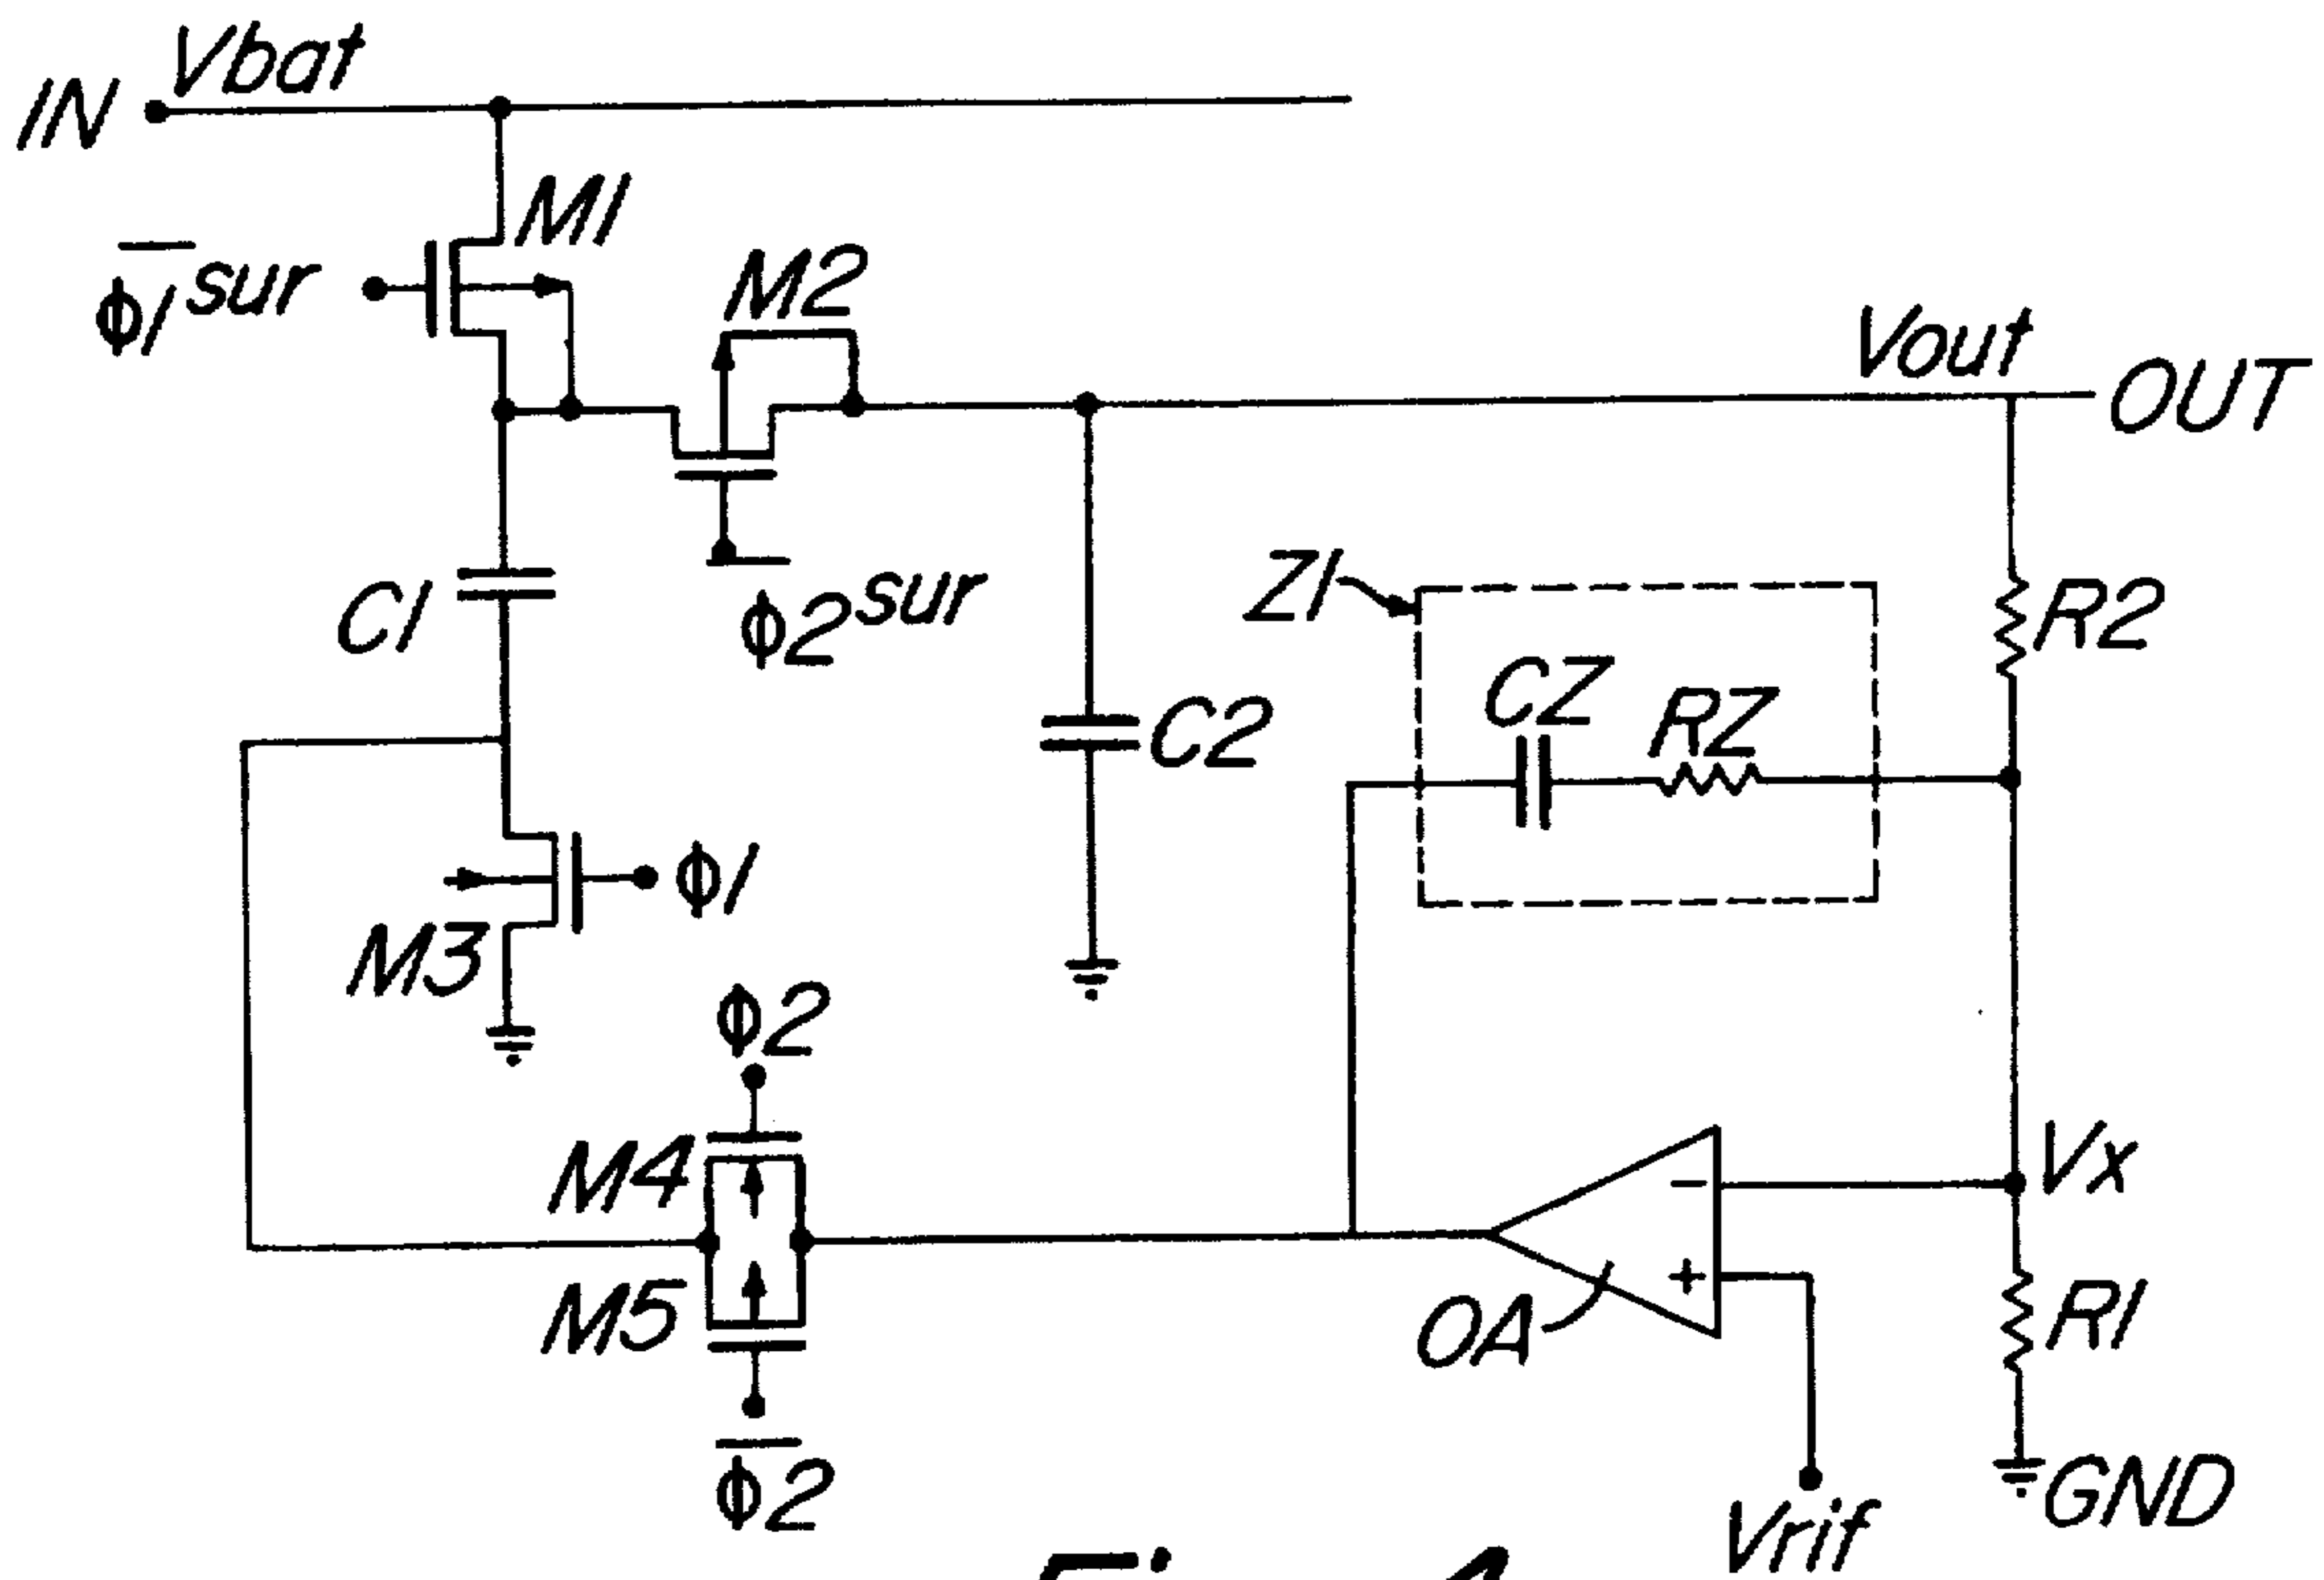 Vbat
IN
M1
Φ1sur
M2
Vout
OUT
Φ2sur
Z1
C1
R2
CZ
RZ
C2
Φ1
M3
Φ2
M4
Vx
M5
OA
-
+
R1
Φ2
GND
Vrif